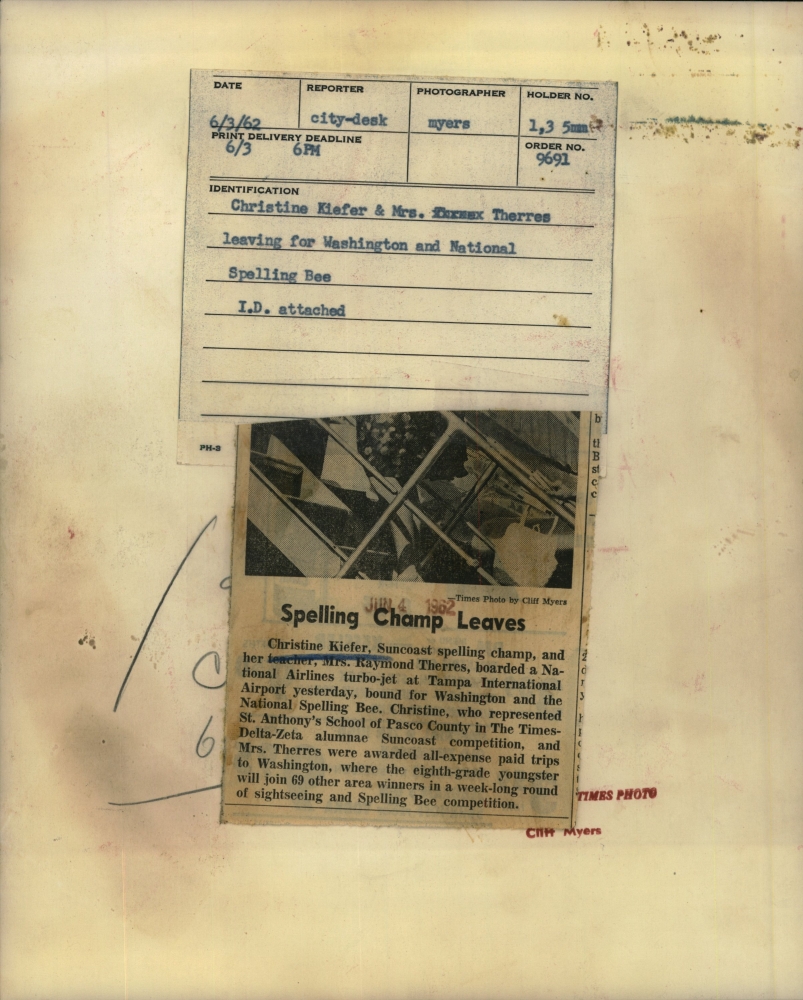 DATE REPORTER PHOTOGRAPHER HOLDER NO.
6/3/62 city-desk myers 1,3 5mm
PRINT DELIVERY DEADLINE ORDER NO.
6/3 6PM 9691
IDENTIFICATION
Christine Kiefer & Mrs. Therres
leaving for Washington and National
Spelling Bee
I.D. attached
PH-3
—Times Photo by Cliff Myers
JUN 4 1962
Spelling Champ Leaves
Christine Kiefer, Suncoast spelling champ, and
her teacher, Mrs. Raymond Therres, boarded a Na-
tional Airlines turbo-jet at Tampa International
Airport yesterday, bound for Washington and the
National Spelling Bee. Christine, who represented
St. Anthony's School of Pasco County in The Times-
Delta-Zeta alumnae Suncoast competition, and
Mrs. Therres were awarded all-expense paid trips
to Washington, where the eighth-grade youngster
will join 69 other area winners in a week-long round
of sightseeing and Spelling Bee competition.
TIMES PHOTO
Cliff Myers